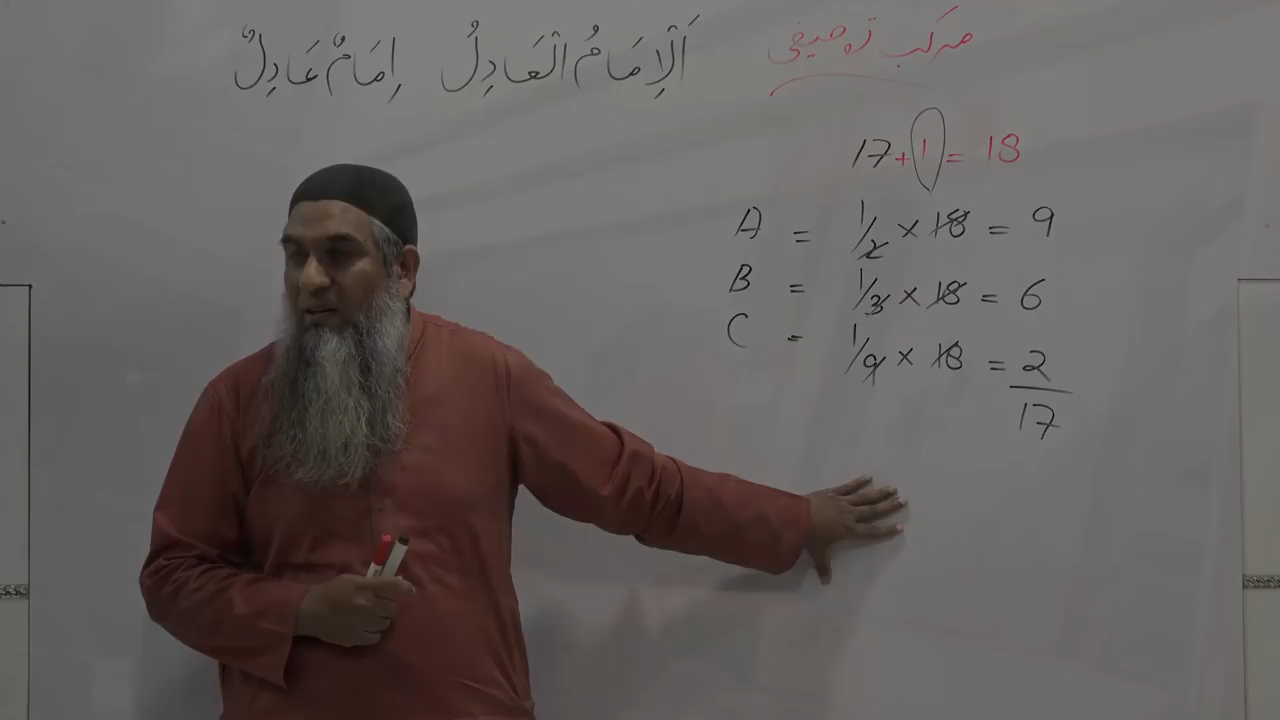 مرکب توصیفی اَلْاِمَامُ الْعَادِلُ اِمَامٌ عَادِلٌ
17+1=18
A = 1/2 × 18 = 9
B = 1/3 × 18 = 6
C = 1/9 × 18 = 2
17